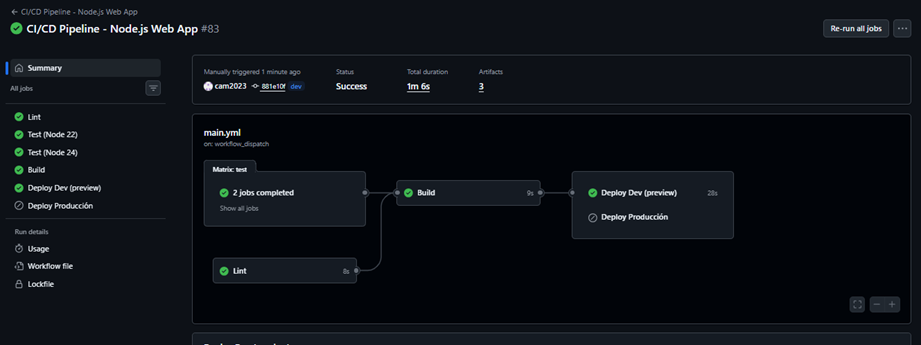 ← CI/CD Pipeline - Node.js Web App
CI/CD Pipeline - Node.js Web App #83
Re-run all jobs
Summary
All jobs
Lint
Test (Node 22)
Test (Node 24)
Build
Deploy Dev (preview)
Deploy Producción
Run details
Usage
Workflow file
Lockfile
Manually triggered 1 minute ago
cam2023 881e10f dev
Status
Success
Total duration
1m 6s
Artifacts
3
main.yml
on: workflow_dispatch
Matrix: test
2 jobs completed
Show all jobs
Lint 8s
Build 9s
Deploy Dev (preview) 28s
Deploy Producción